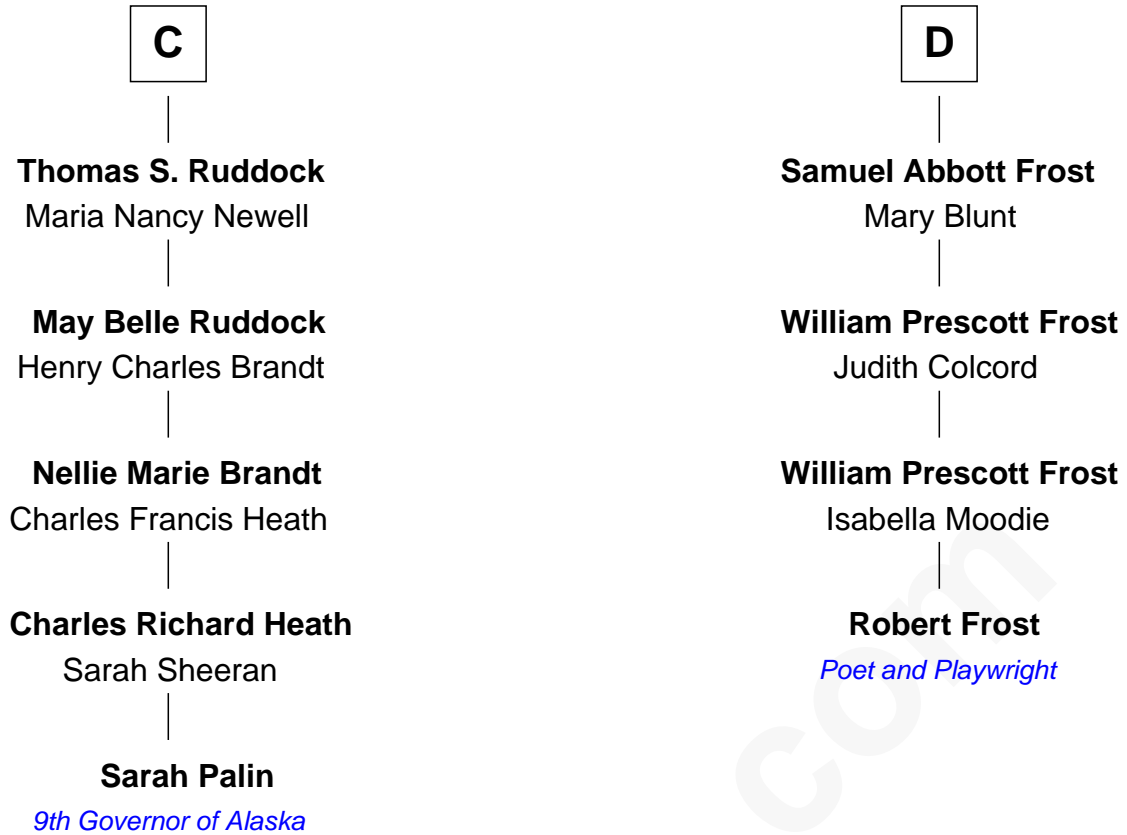 C
Thomas S. Ruddock
Maria Nancy Newell
May Belle Ruddock
Henry Charles Brandt
Nellie Marie Brandt
Charles Francis Heath
Charles Richard Heath
Sarah Sheeran
Sarah Palin
9th Governor of Alaska
D
Samuel Abbott Frost
Mary Blunt
William Prescott Frost
Judith Colcord
William Prescott Frost
Isabella Moodie
Robert Frost
Poet and Playwright
com